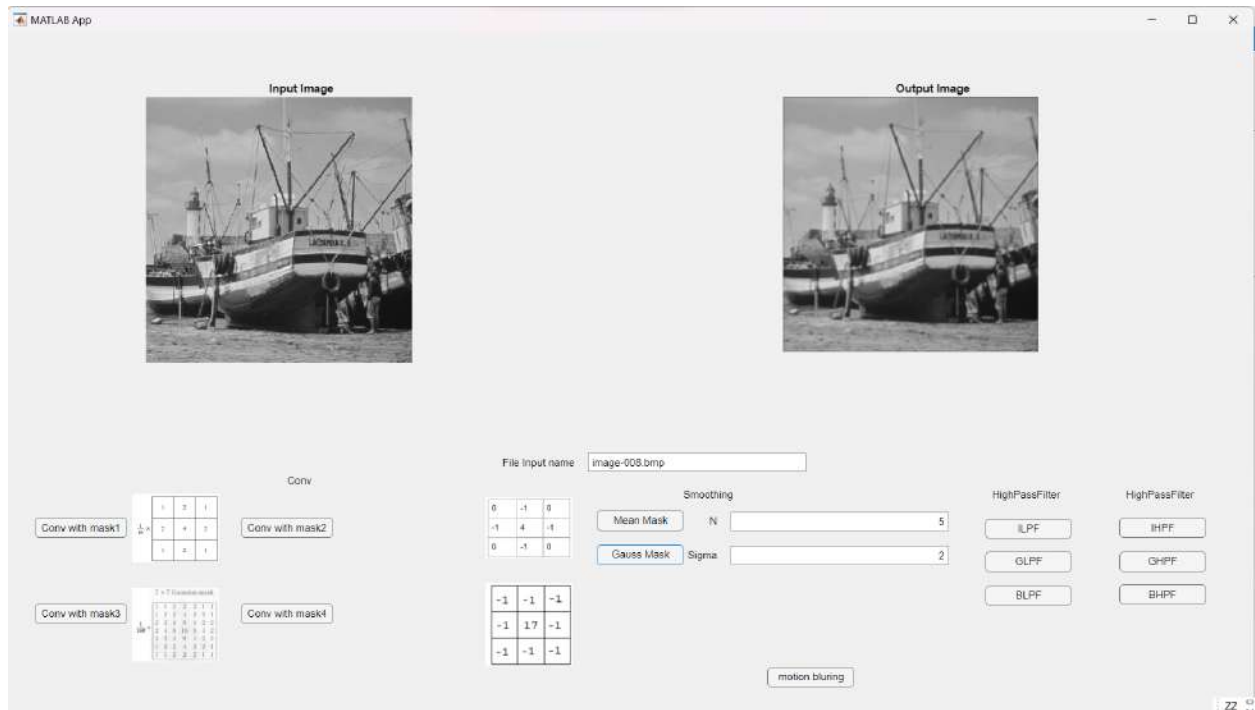 MATLAB App
Input Image
Output Image
File Input name image-008.bmp
Conv
Smoothing
HighPassFilter
HighPassFilter
Conv with mask1
1 2 1
2 4 2
1 2 1
Conv with mask2
0 -1 0
-1 4 -1
0 -1 0
Mean Mask N 5
Gauss Mask Sigma 2
ILPF
IHPF
GLPF
GHPF
BLPF
BHPF
Conv with mask3
7 × 7 Gaussian mask
Conv with mask4
-1 -1 -1
-1 17 -1
-1 -1 -1
motion bluring
22